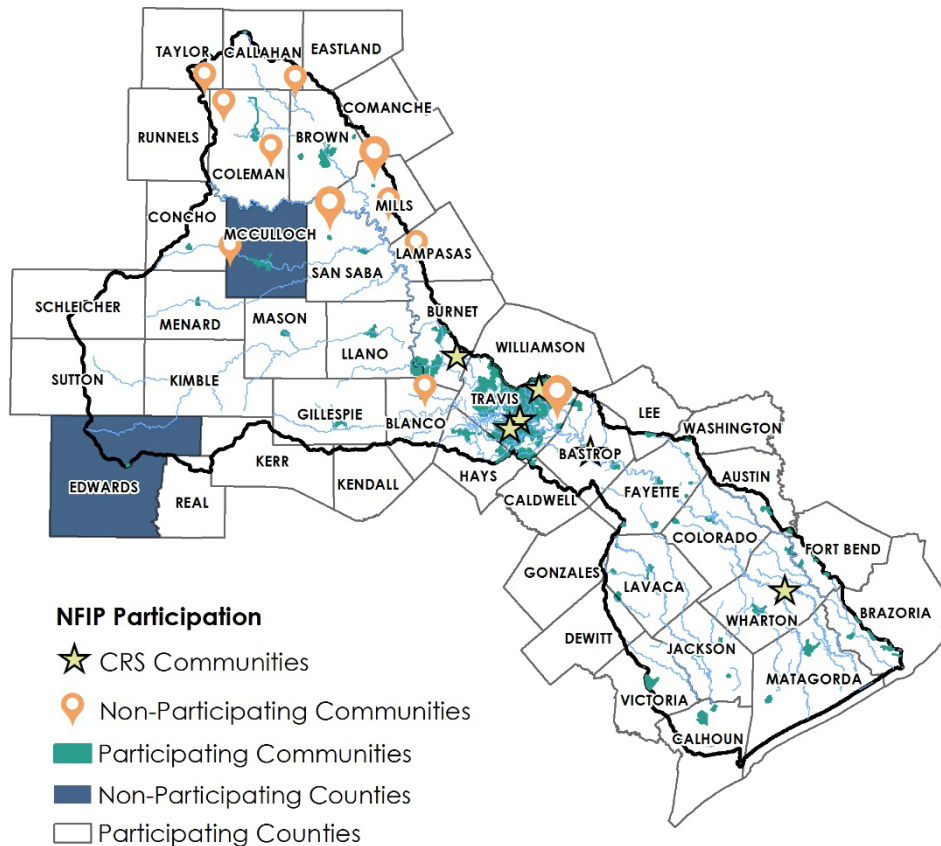 TAYLOR
CALLAHAN
EASTLAND
COMANCHE
RUNNELS
BROWN
COLEMAN
MILLS
CONCHO
MCCULLOCH
LAMPASAS
SAN SABA
SCHLEICHER
MENARD
MASON
BURNET
LLANO
WILLIAMSON
SUTTON
KIMBLE
TRAVIS
GILLESPIE
BLANCO
LEE
WASHINGTON
BASTROP
KERR
HAYS
AUSTIN
EDWARDS
REAL
KENDALL
CALDWELL
FAYETTE
COLORADO
FORT BEND
GONZALES
LAVACA
BRAZORIA
WHARTON
DEWITT
JACKSON
MATAGORDA
VICTORIA
CALHOUN
NFIP Participation
CRS Communities
Non-Participating Communities
Participating Communities
Non-Participating Counties
Participating Counties